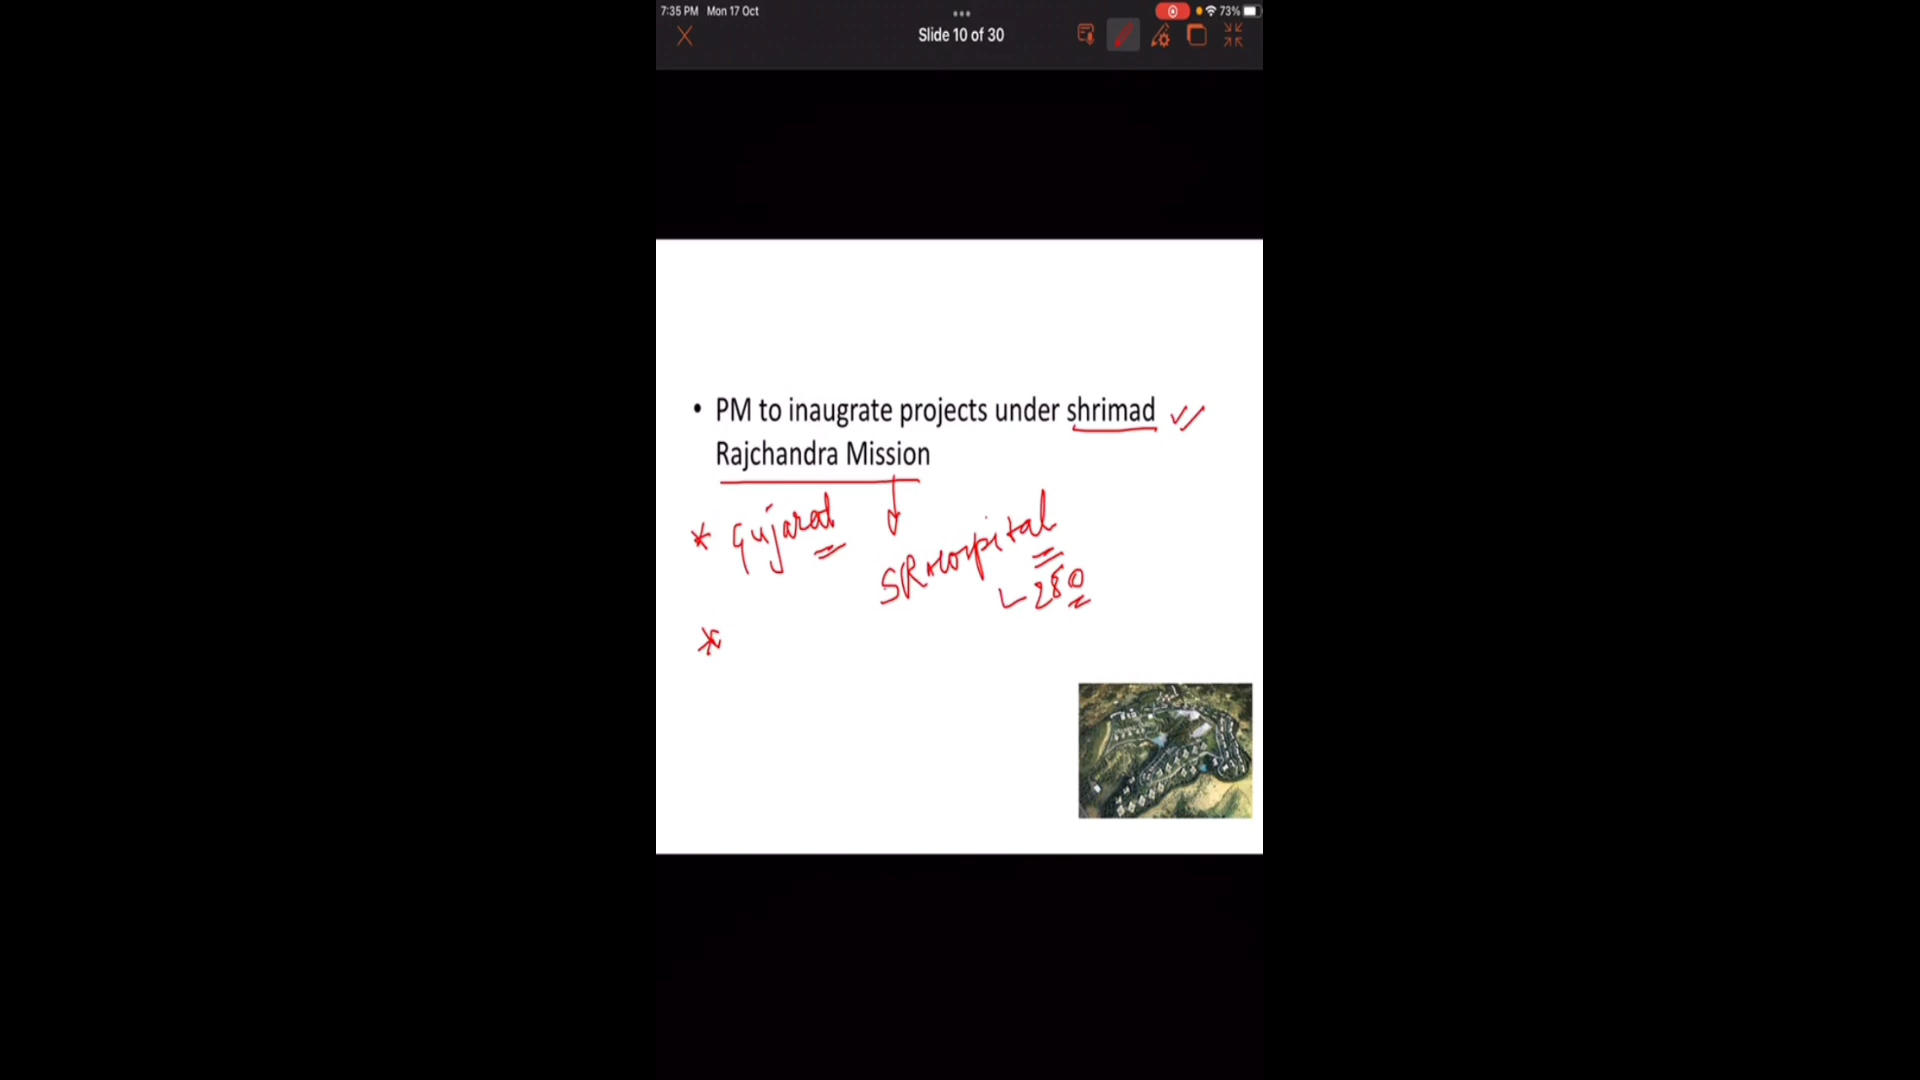 7:35 PM Mon 17 Oct
73%
Slide 10 of 30
• PM to inaugrate projects under shrimad
Rajchandra Mission
* Gujarat
SR Hospital
250
*